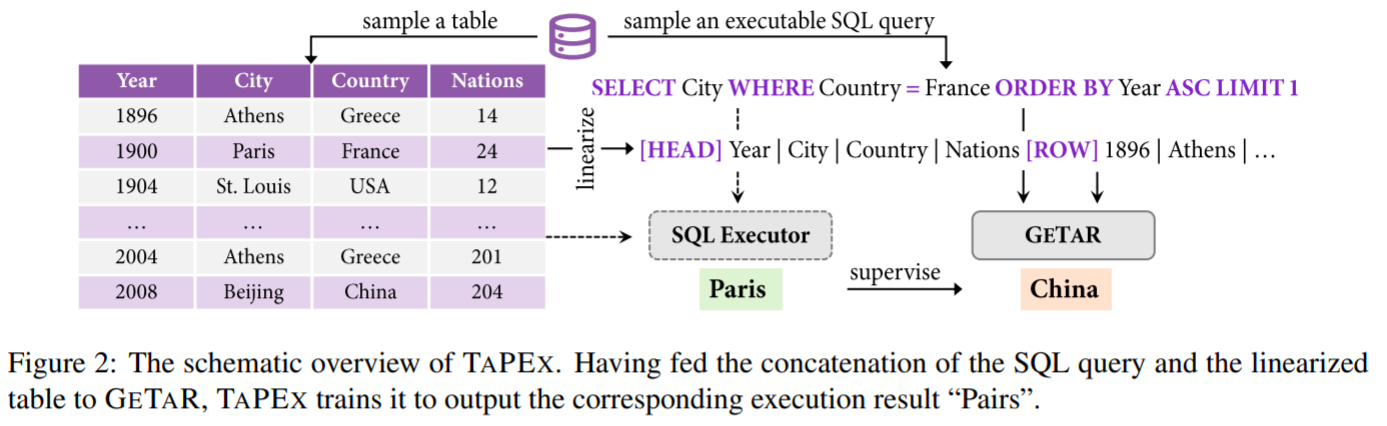 sample a table
sample an executable SQL query
Year City Country Nations
1896 Athens Greece 14
1900 Paris France 24
1904 St. Louis USA 12
... ... ... ...
2004 Athens Greece 201
2008 Beijing China 204
linearize
SELECT City WHERE Country = France ORDER BY Year ASC LIMIT 1
[HEAD] Year | City | Country | Nations [ROW] 1896 | Athens | ...
SQL Executor
GETAR
Paris
supervise
China
Figure 2: The schematic overview of TAPEX. Having fed the concatenation of the SQL query and the linearized
table to GETAR, TAPEX trains it to output the corresponding execution result “Pairs”.